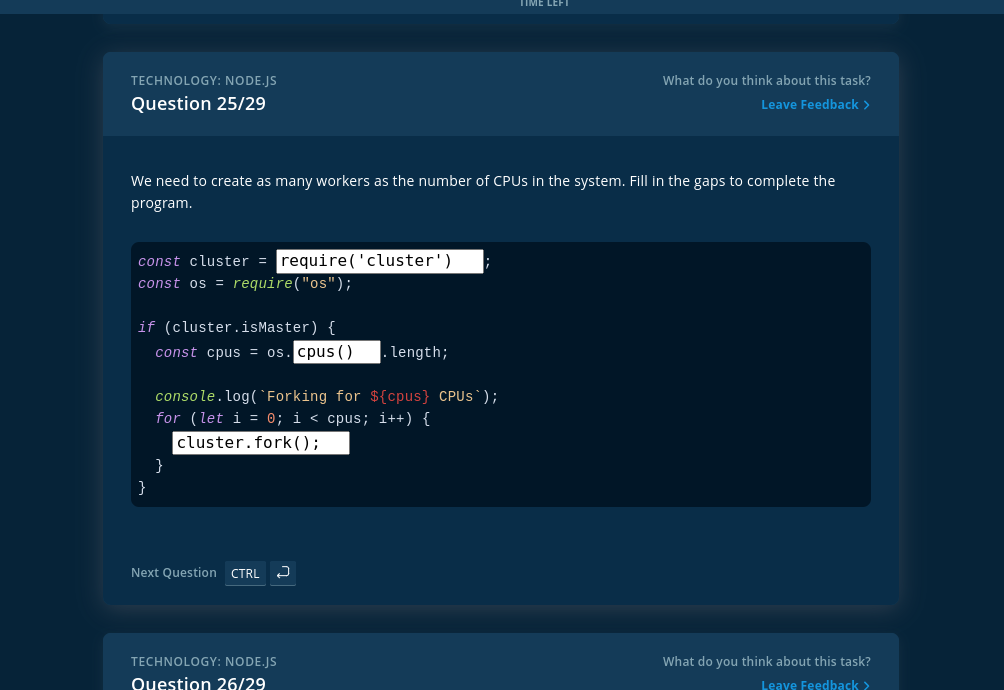 TIME LEFT
TECHNOLOGY: NODE.JS
What do you think about this task?
Question 25/29
Leave Feedback >
We need to create as many workers as the number of CPUs in the system. Fill in the gaps to complete the
program.
const cluster = require('cluster') ;
const os = require("os");
if (cluster.isMaster) {
const cpus = os.cpus() .length;
console.log(`Forking for ${cpus} CPUs`);
for (let i = 0; i < cpus; i++) {
cluster.fork();
}
}
Next Question CTRL
TECHNOLOGY: NODE.JS
What do you think about this task?
Question 26/29
Leave Feedback >